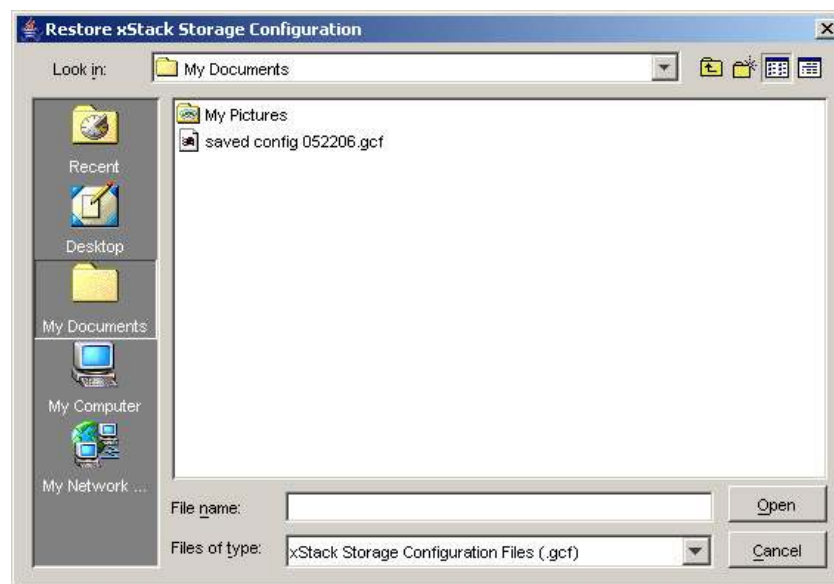 Restore xStack Storage Configuration
Look in: My Documents
Recent
Desktop
My Documents
My Computer
My Network ...
My Pictures
saved config 052206.gcf
File name: Open
Files of type: xStack Storage Configuration Files (.gcf) Cancel